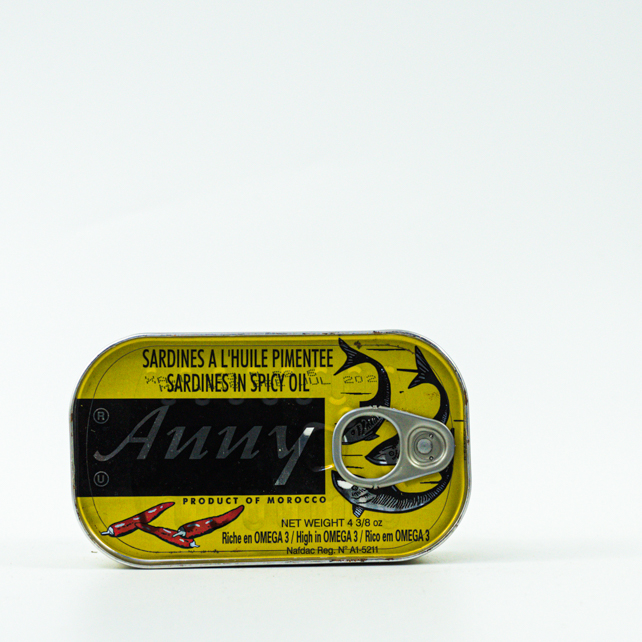 SARDINES A L'HUILE PIMENTEE
SARDINES IN SPICY OIL
®
Anny
U
PRODUCT OF MOROCCO
NET WEIGHT 4 3/8 oz
Riche en OMEGA 3 / High in OMEGA 3 / Rico em OMEGA 3
Nafdac Reg. N° A1-5211